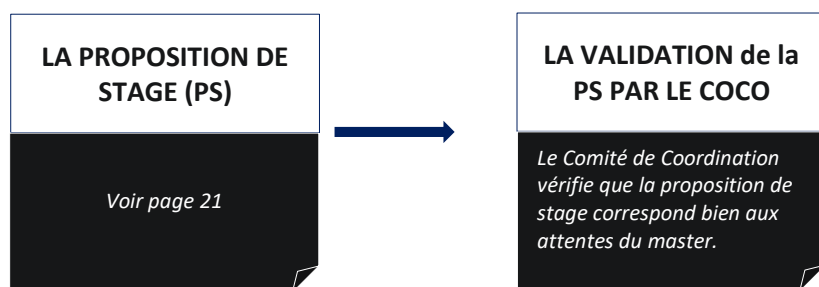 LA PROPOSITION DE
STAGE (PS)
Voir page 21
LA VALIDATION de la
PS PAR LE COCO
Le Comité de Coordination
vérifie que la proposition de
stage correspond bien aux
attentes du master.